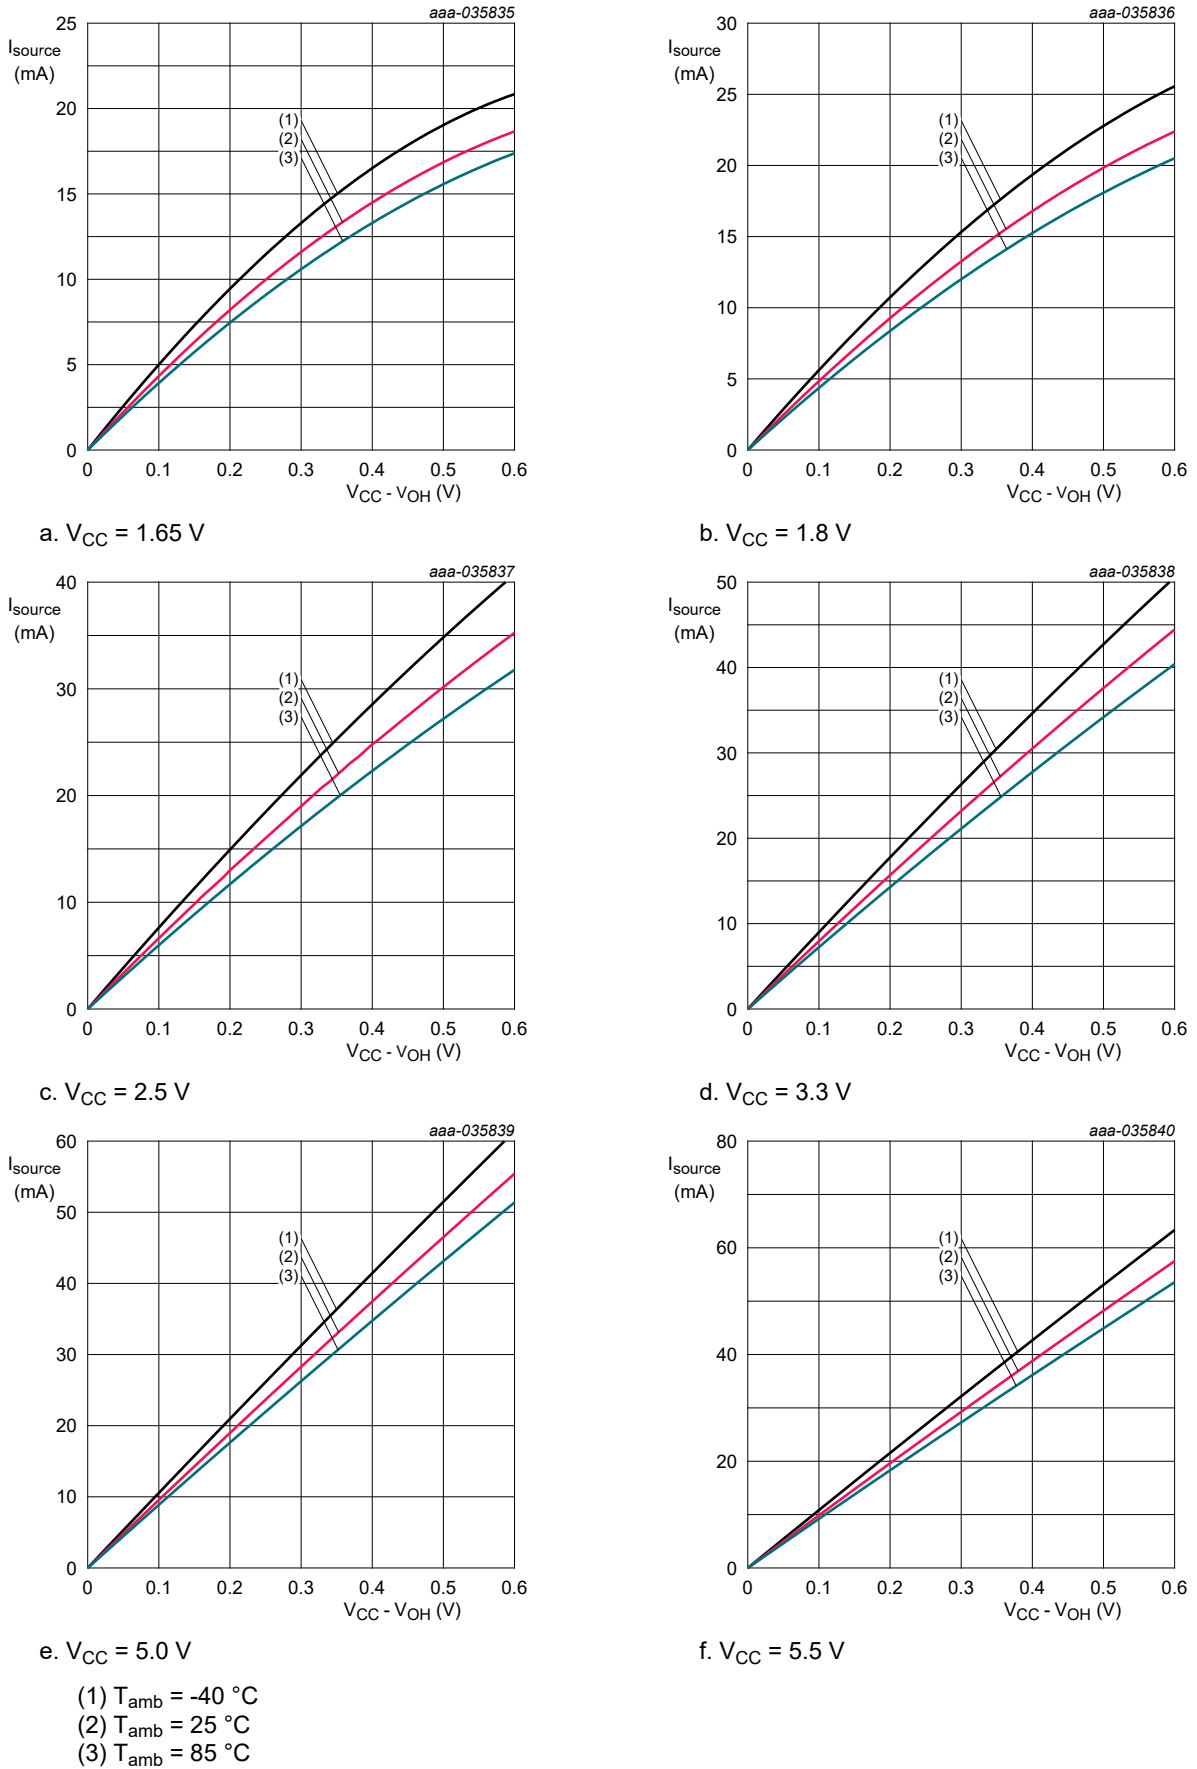 aaa-035835
25
Isource
(mA)
20
(1)
(2)
(3)
15
10
5
0
0 0.1 0.2 0.3 0.4 0.5 0.6
VCC - VOH (V)
a. VCC = 1.65 V
aaa-035836
30
Isource
(mA)
25
(1)
(2)
(3)
20
15
10
5
0
0 0.1 0.2 0.3 0.4 0.5 0.6
VCC - VOH (V)
b. VCC = 1.8 V
aaa-035837
40
Isource
(mA)
30
(1)
(2)
(3)
20
10
0
0 0.1 0.2 0.3 0.4 0.5 0.6
VCC - VOH (V)
c. VCC = 2.5 V
aaa-035838
50
Isource
(mA)
40
(1)
(2)
(3)
30
20
10
0
0 0.1 0.2 0.3 0.4 0.5 0.6
VCC - VOH (V)
d. VCC = 3.3 V
aaa-035839
60
Isource
(mA)
50
(1)
(2)
(3)
40
30
20
10
0
0 0.1 0.2 0.3 0.4 0.5 0.6
VCC - VOH (V)
e. VCC = 5.0 V
aaa-035840
80
Isource
(mA)
60
(1)
(2)
(3)
40
20
0
0 0.1 0.2 0.3 0.4 0.5 0.6
VCC - VOH (V)
f. VCC = 5.5 V
(1) Tamb = -40 °C
(2) Tamb = 25 °C
(3) Tamb = 85 °C